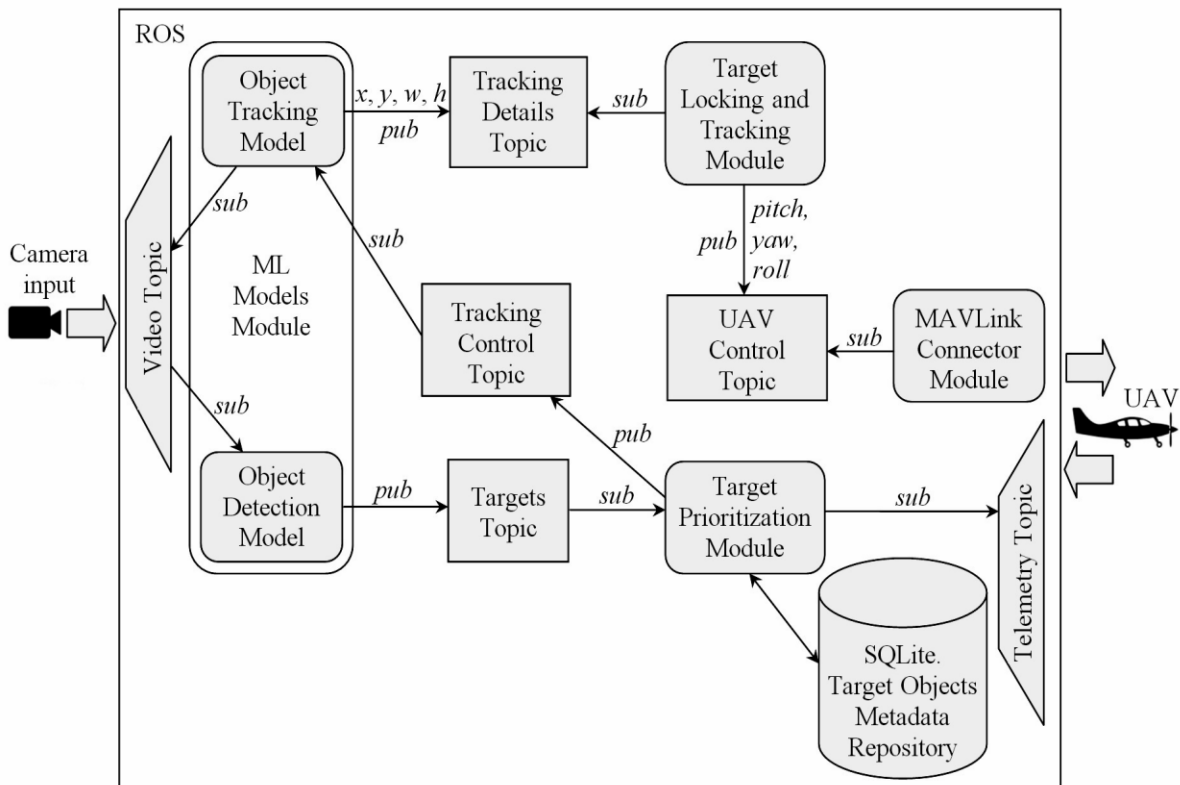 ROS
Object
Tracking
Model
x, y, w, h
pub
Tracking
Details
Topic
sub
Target
Locking and
Tracking
Module
sub
sub
pub
pitch,
yaw,
roll
Camera
input
Video Topic
ML
Models
Module
Tracking
Control
Topic
UAV
Control
Topic
sub
MAVLink
Connector
Module
UAV
sub
pub
Object
Detection
Model
pub
Targets
Topic
sub
Target
Prioritization
Module
sub
Telemetry Topic
SQLite.
Target Objects
Metadata
Repository